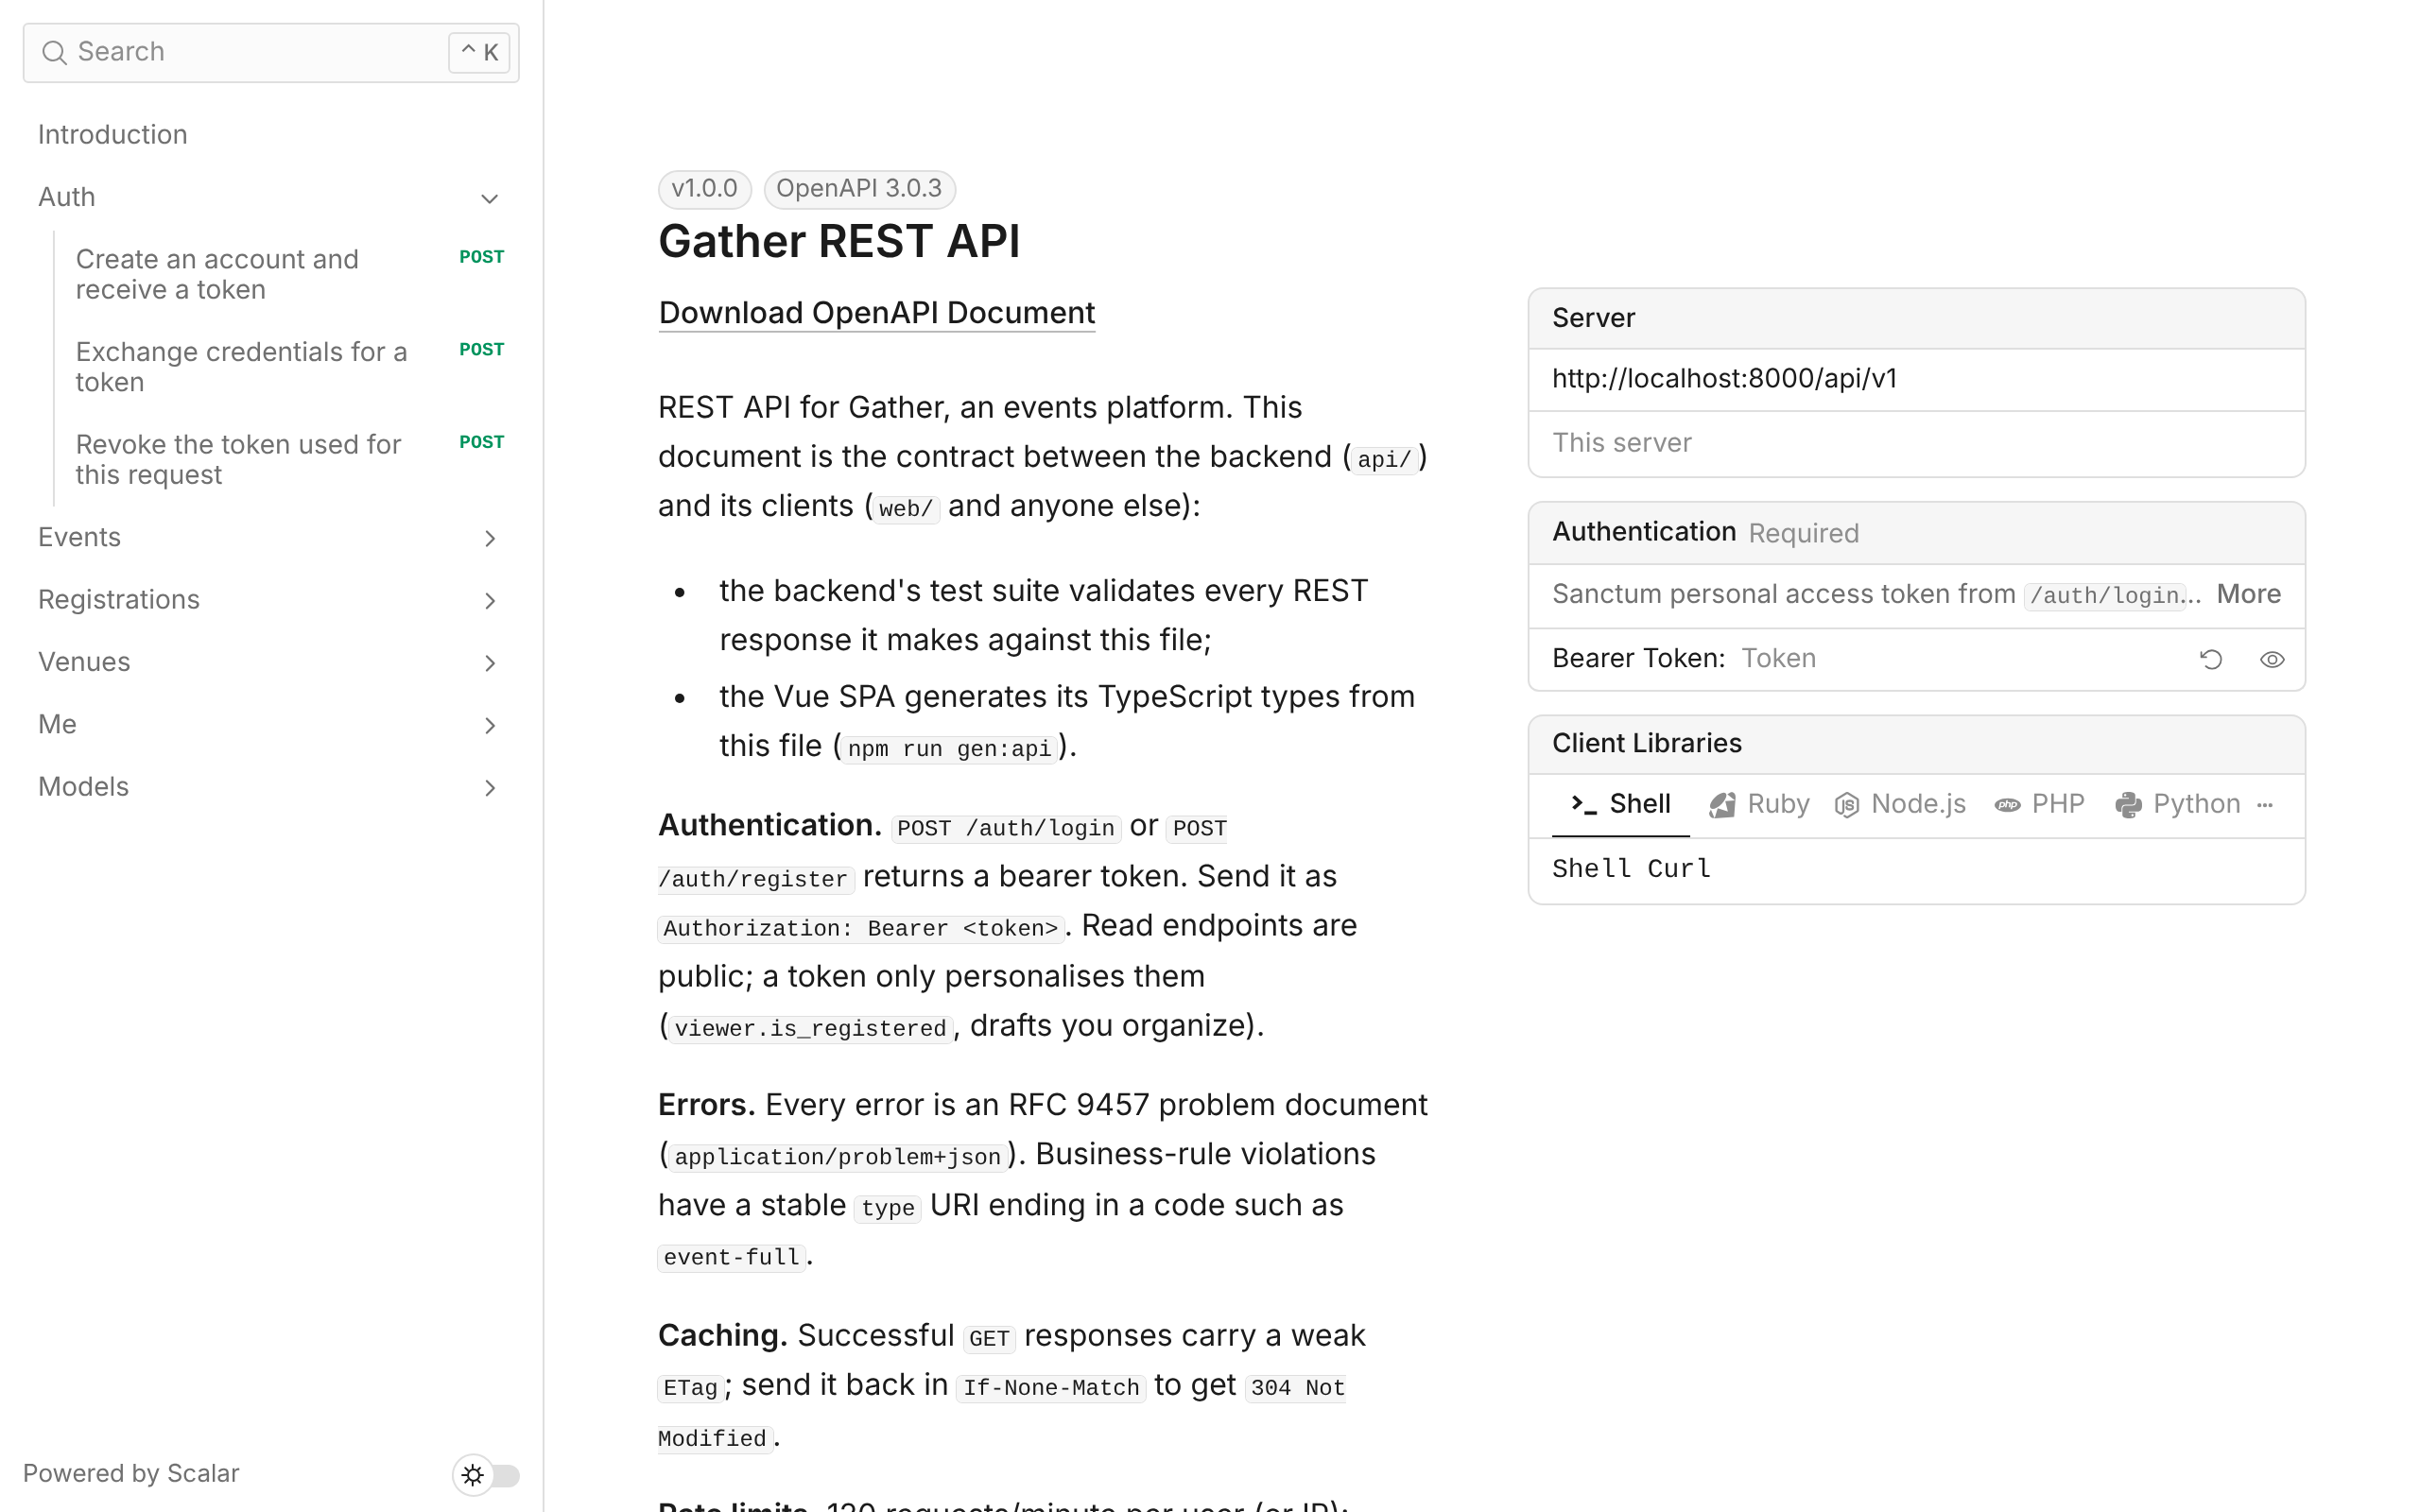 Search
^ K
Introduction
Auth
Create an account and
receive a token
POST
Exchange credentials for a
token
POST
Revoke the token used for
this request
POST
Events
Registrations
Venues
Me
Models
Powered by Scalar
v1.0.0
OpenAPI 3.0.3
Gather REST API
Download OpenAPI Document
REST API for Gather, an events platform. This
document is the contract between the backend (api/)
and its clients (web/ and anyone else):
• the backend's test suite validates every REST
response it makes against this file;
• the Vue SPA generates its TypeScript types from
this file (npm run gen:api).
Authentication. POST /auth/login or POST
/auth/register returns a bearer token. Send it as
Authorization: Bearer <token>. Read endpoints are
public; a token only personalises them
(viewer.is_registered, drafts you organize).
Errors. Every error is an RFC 9457 problem document
(application/problem+json). Business-rule violations
have a stable type URI ending in a code such as
event-full.
Caching. Successful GET responses carry a weak
ETag; send it back in If-None-Match to get 304 Not
Modified.
Rate limits. 120 requests/minute per user (or IP);
Server
http://localhost:8000/api/v1
This server
Authentication Required
Sanctum personal access token from /auth/login... More
Bearer Token: Token
Client Libraries
Shell
Ruby
Node.js
PHP
Python
...
Shell Curl